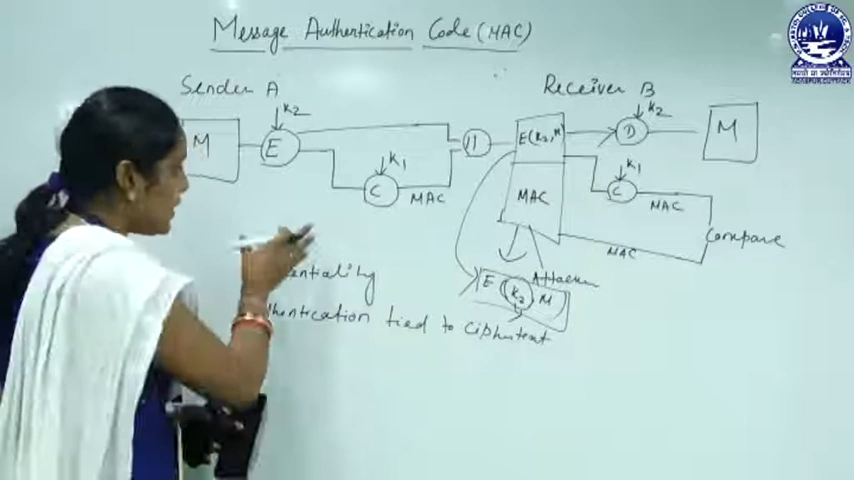 Message Authentication Code (MAC)
Sender A
Receiver B
K2
M
E
K1
C
MAC
||
E(K2, M)
MAC
K2
D
M
K1
C
MAC
MAC
Compare
Attacker
E (K2 M)
entiality
hentication tied to ciphertext